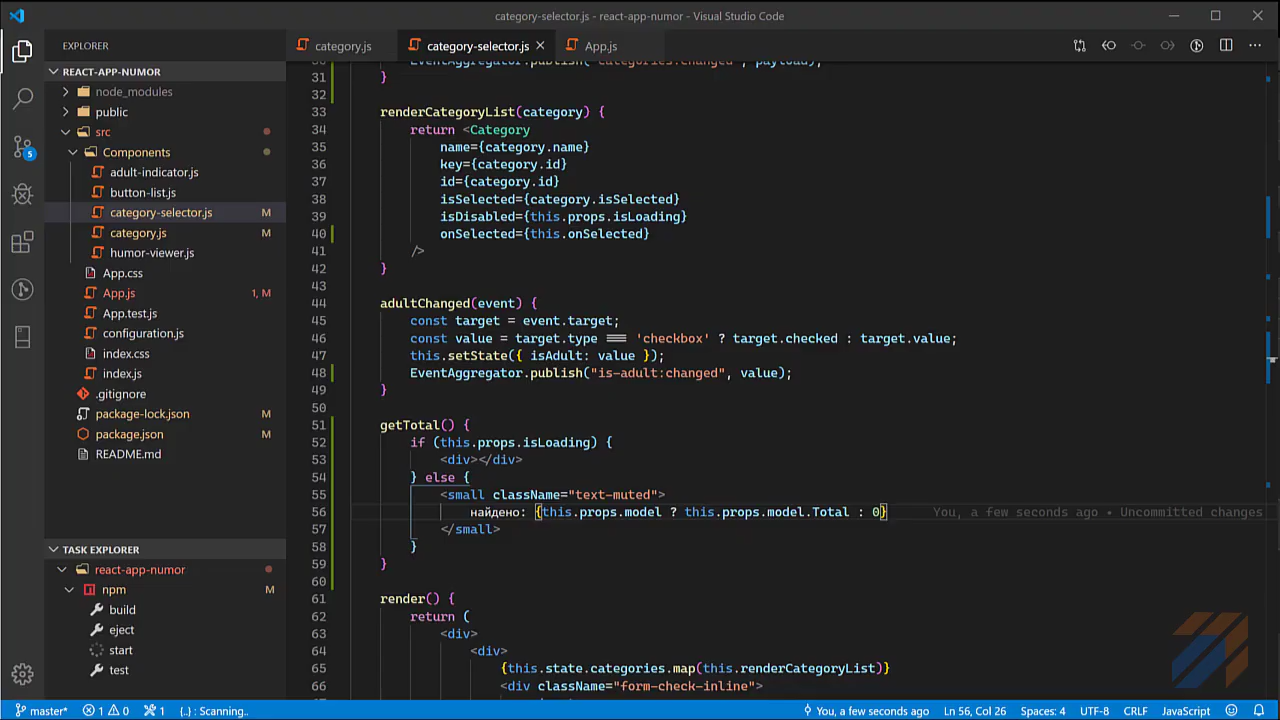 category-selector.js - react-app-numor - Visual Studio Code
EXPLORER
category.js
category-selector.js
App.js
REACT-APP-NUMOR
node_modules
public
src
Components
adult-indicator.js
button-list.js
category-selector.js M
category.js M
humor-viewer.js
App.css
App.js 1, M
App.test.js
configuration.js
index.css
index.js
.gitignore
package-lock.json M
package.json M
README.md
5
TASK EXPLORER
react-app-numor
npm M
build
eject
start
test
EventAggregator.publish("categories:changed", payload);
31 }
32
33 renderCategoryList(category) {
34 return <Category
35 name={category.name}
36 key={category.id}
37 id={category.id}
38 isSelected={category.isSelected}
39 isDisabled={this.props.isLoading}
40 onSelected={this.onSelected}
41 />
42 }
43
44 adultChanged(event) {
45 const target = event.target;
46 const value = target.type === 'checkbox' ? target.checked : target.value;
47 this.setState({ isAdult: value });
48 EventAggregator.publish("is-adult:changed", value);
49 }
50
51 getTotal() {
52 if (this.props.isLoading) {
53 <div></div>
54 } else {
55 <small className="text-muted">
56 найдено: {this.props.model ? this.props.model.Total : 0} You, a few seconds ago • Uncommitted changes
57 </small>
58 }
59 }
60
61 render() {
62 return (
63 <div>
64 <div>
65 {this.state.categories.map(this.renderCategoryList)}
66 <div className="form-check-inline">
master* 1 0 1 {..} : Scanning.. You, a few seconds ago Ln 56, Col 26 Spaces: 4 UTF-8 CRLF JavaScript